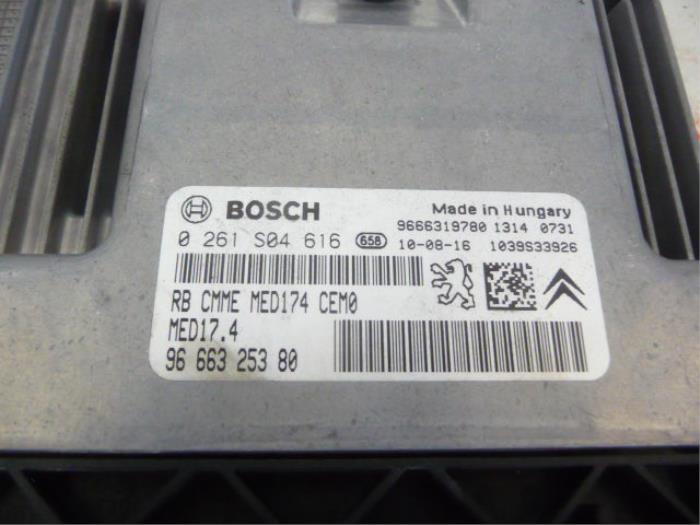 BOSCH Made in Hungary
9666319780 1314 0731
0 261 S04 616 658 10-08-16 1039S33926
RB CMME MED174 CEM0
MED17.4
96 663 253 80